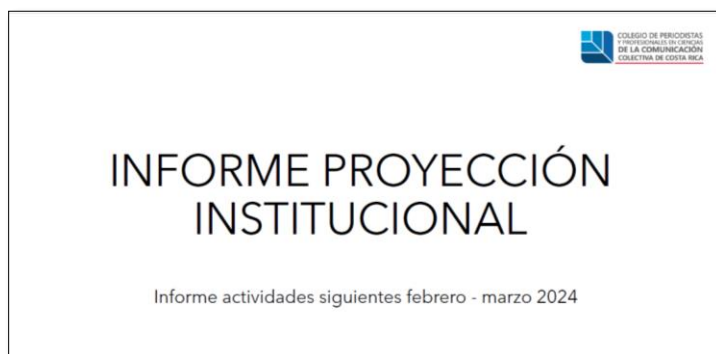 COLEGIO DE PERIODISTAS
Y PROFESIONALES EN CIENCIAS
DE LA COMUNICACIÓN
COLECTIVA DE COSTA RICA
INFORME PROYECCIÓN
INSTITUCIONAL
Informe actividades siguientes febrero - marzo 2024